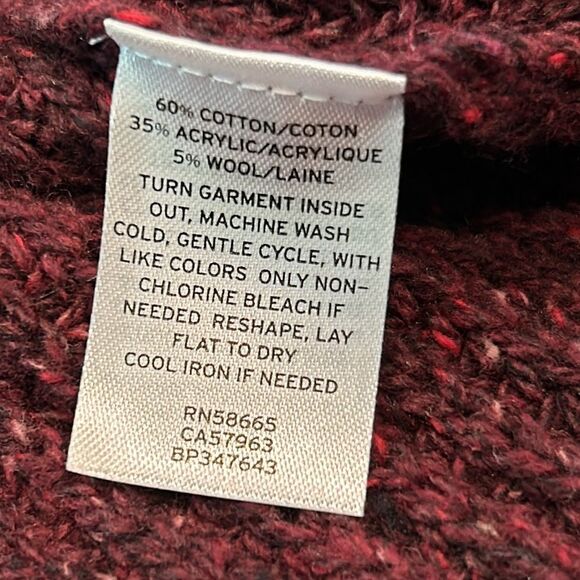 60% COTTON/COTON
35% ACRYLIC/ACRYLIQUE
5% WOOL/LAINE
TURN GARMENT INSIDE
OUT, MACHINE WASH
COLD, GENTLE CYCLE, WITH
LIKE COLORS ONLY NON-
CHLORINE BLEACH IF
NEEDED RESHAPE, LAY
FLAT TO DRY
COOL IRON IF NEEDED
RN58665
CA57963
BP347643